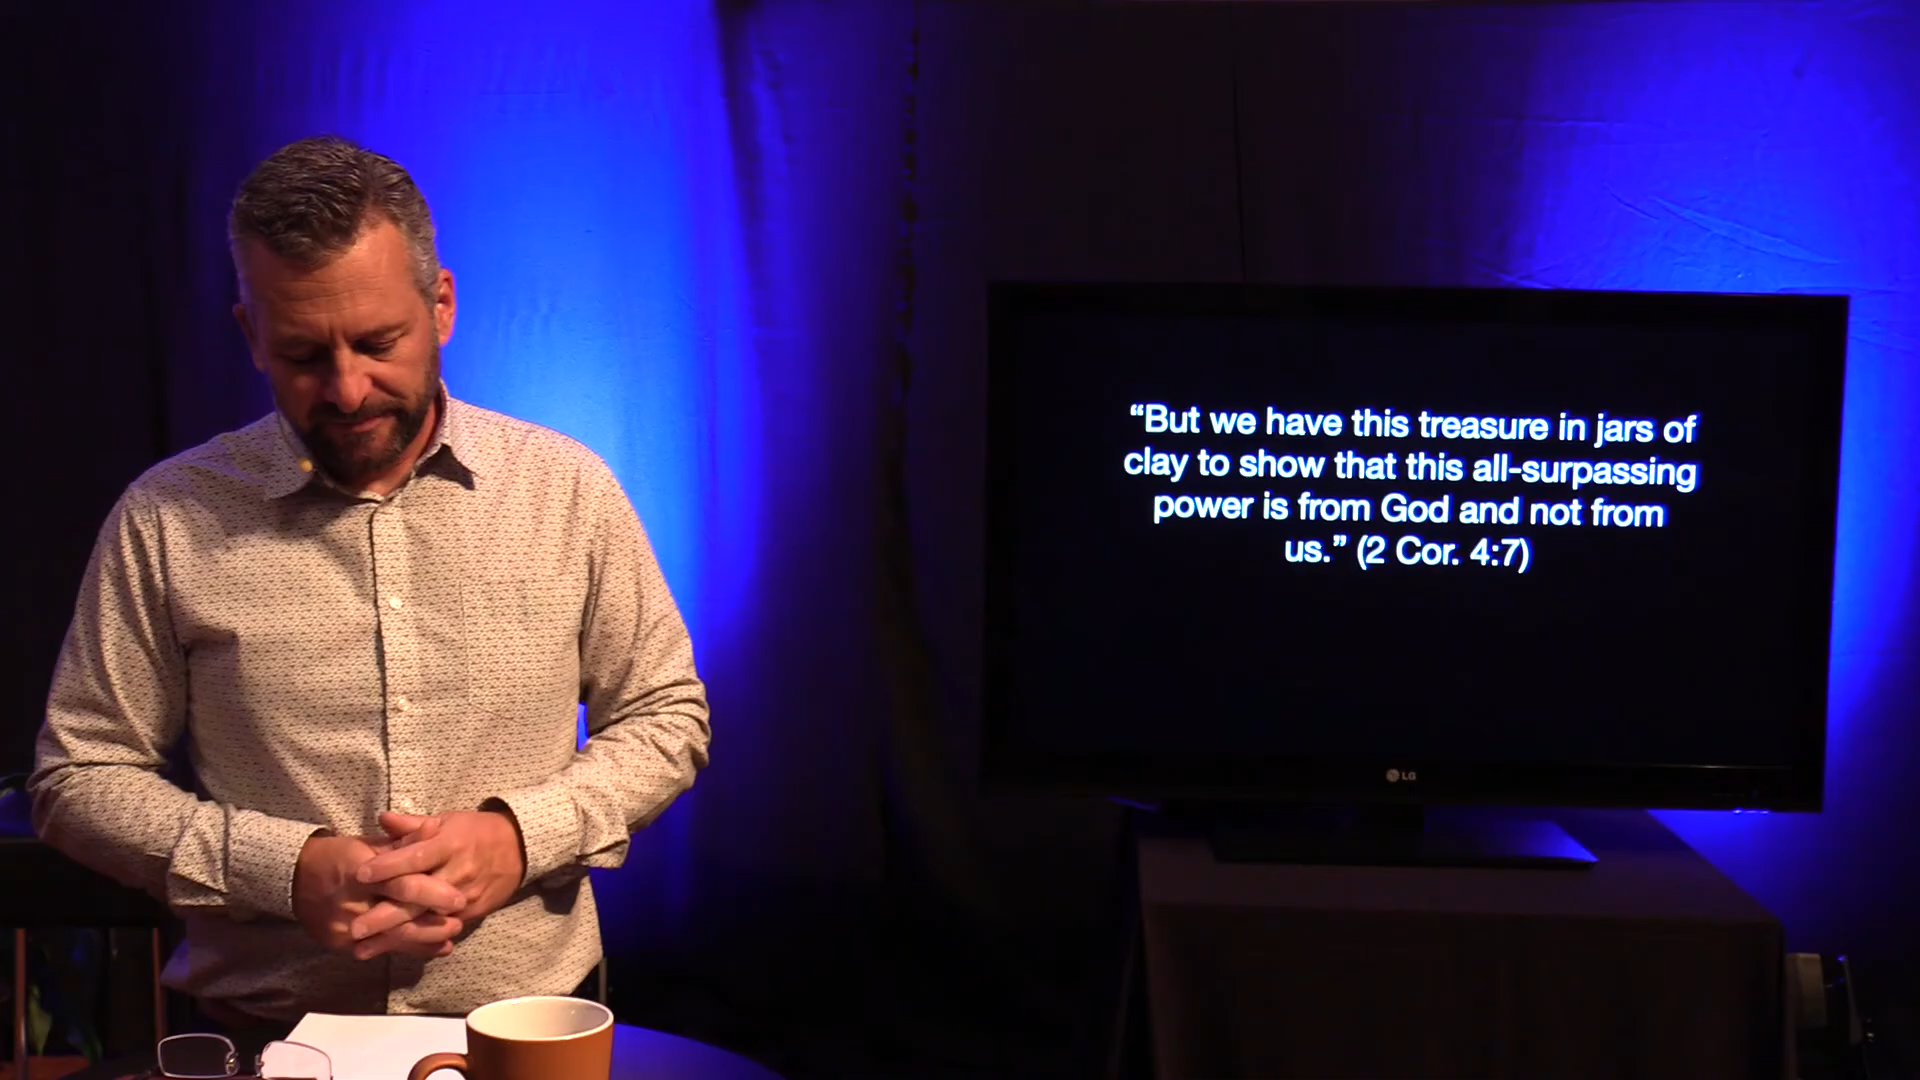 “But we have this treasure in jars of
clay to show that this all-surpassing
power is from God and not from
us.” (2 Cor. 4:7)
LG